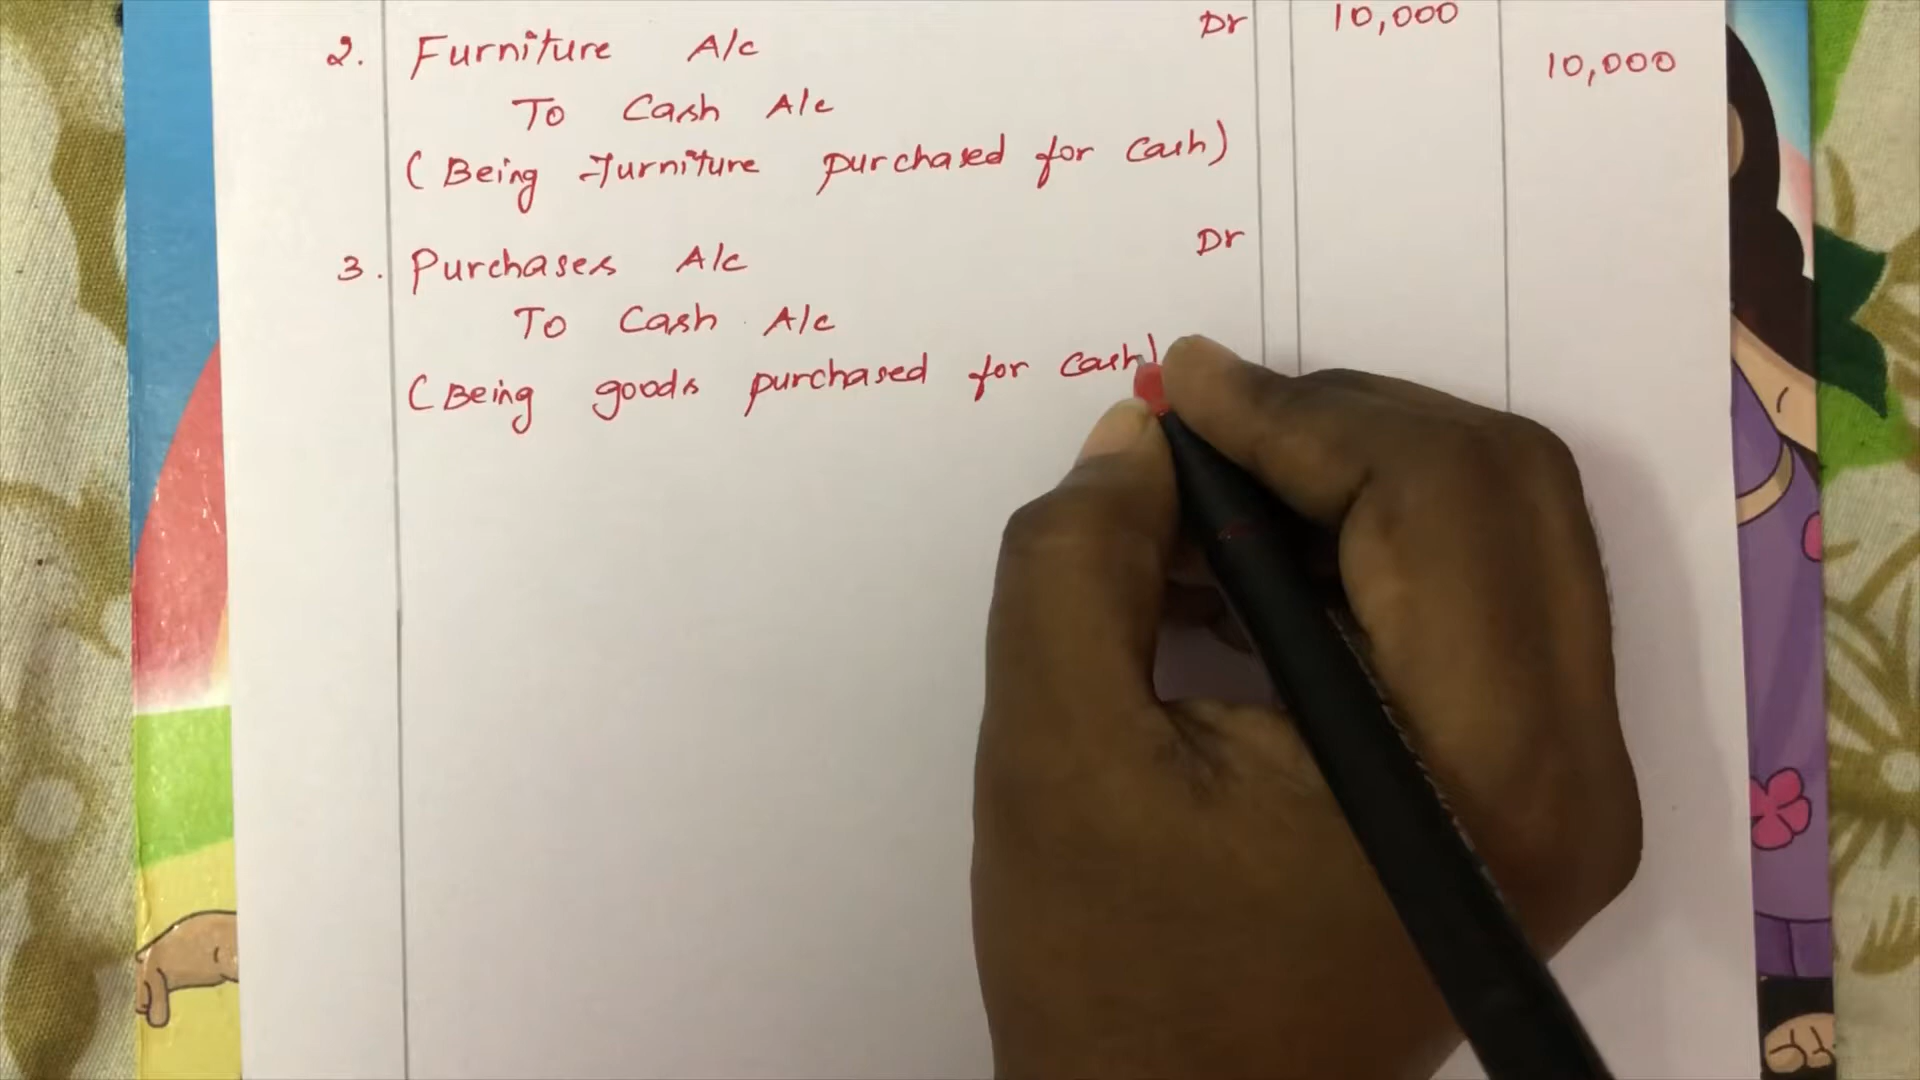 2. Furniture A/c Dr 10,000
To Cash A/c 10,000
(Being Furniture purchased for cash)
3. Purchases A/c Dr
To Cash A/c
(Being goods purchased for cash)